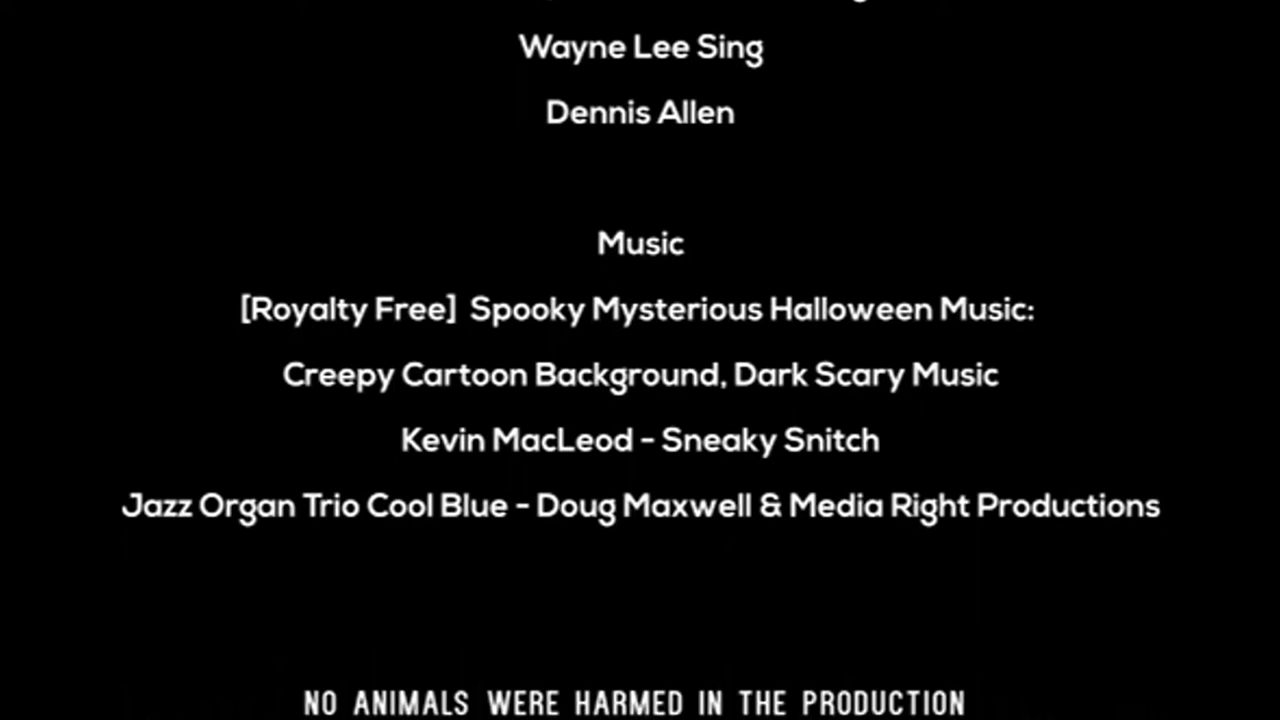 Wayne Lee Sing
Dennis Allen
Music
[Royalty Free]  Spooky Mysterious Halloween Music:
Creepy Cartoon Background, Dark Scary Music
Kevin MacLeod - Sneaky Snitch
Jazz Organ Trio Cool Blue - Doug Maxwell & Media Right Productions
NO ANIMALS WERE HARMED IN THE PRODUCTION